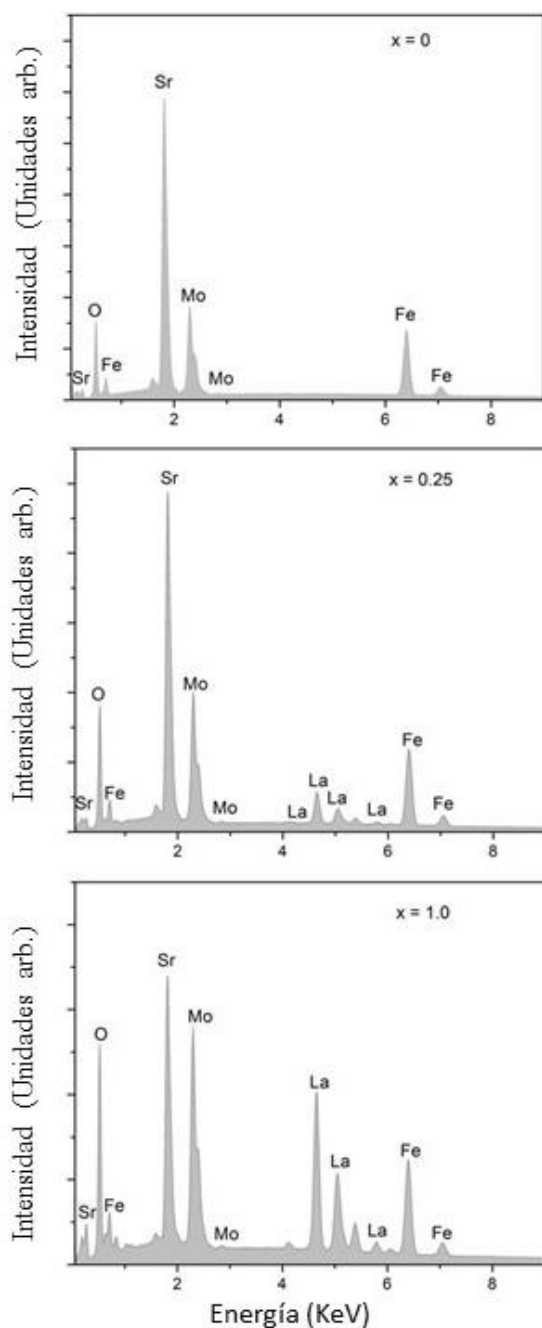 Intensidad (Unidades arb.)
x = 0
Sr
Mo
O
Fe
Sr
Fe
Mo
Fe
2
4
6
8
Intensidad (Unidades arb.)
x = 0.25
Sr
O
Mo
Fe
La
La
Sr
Fe
Mo
La
La
Fe
2
4
6
8
Intensidad (Unidades arb.)
x = 1.0
Sr
O
Mo
La
La
Fe
Sr
Fe
Mo
La
Fe
2
4
6
8
Energía (KeV)